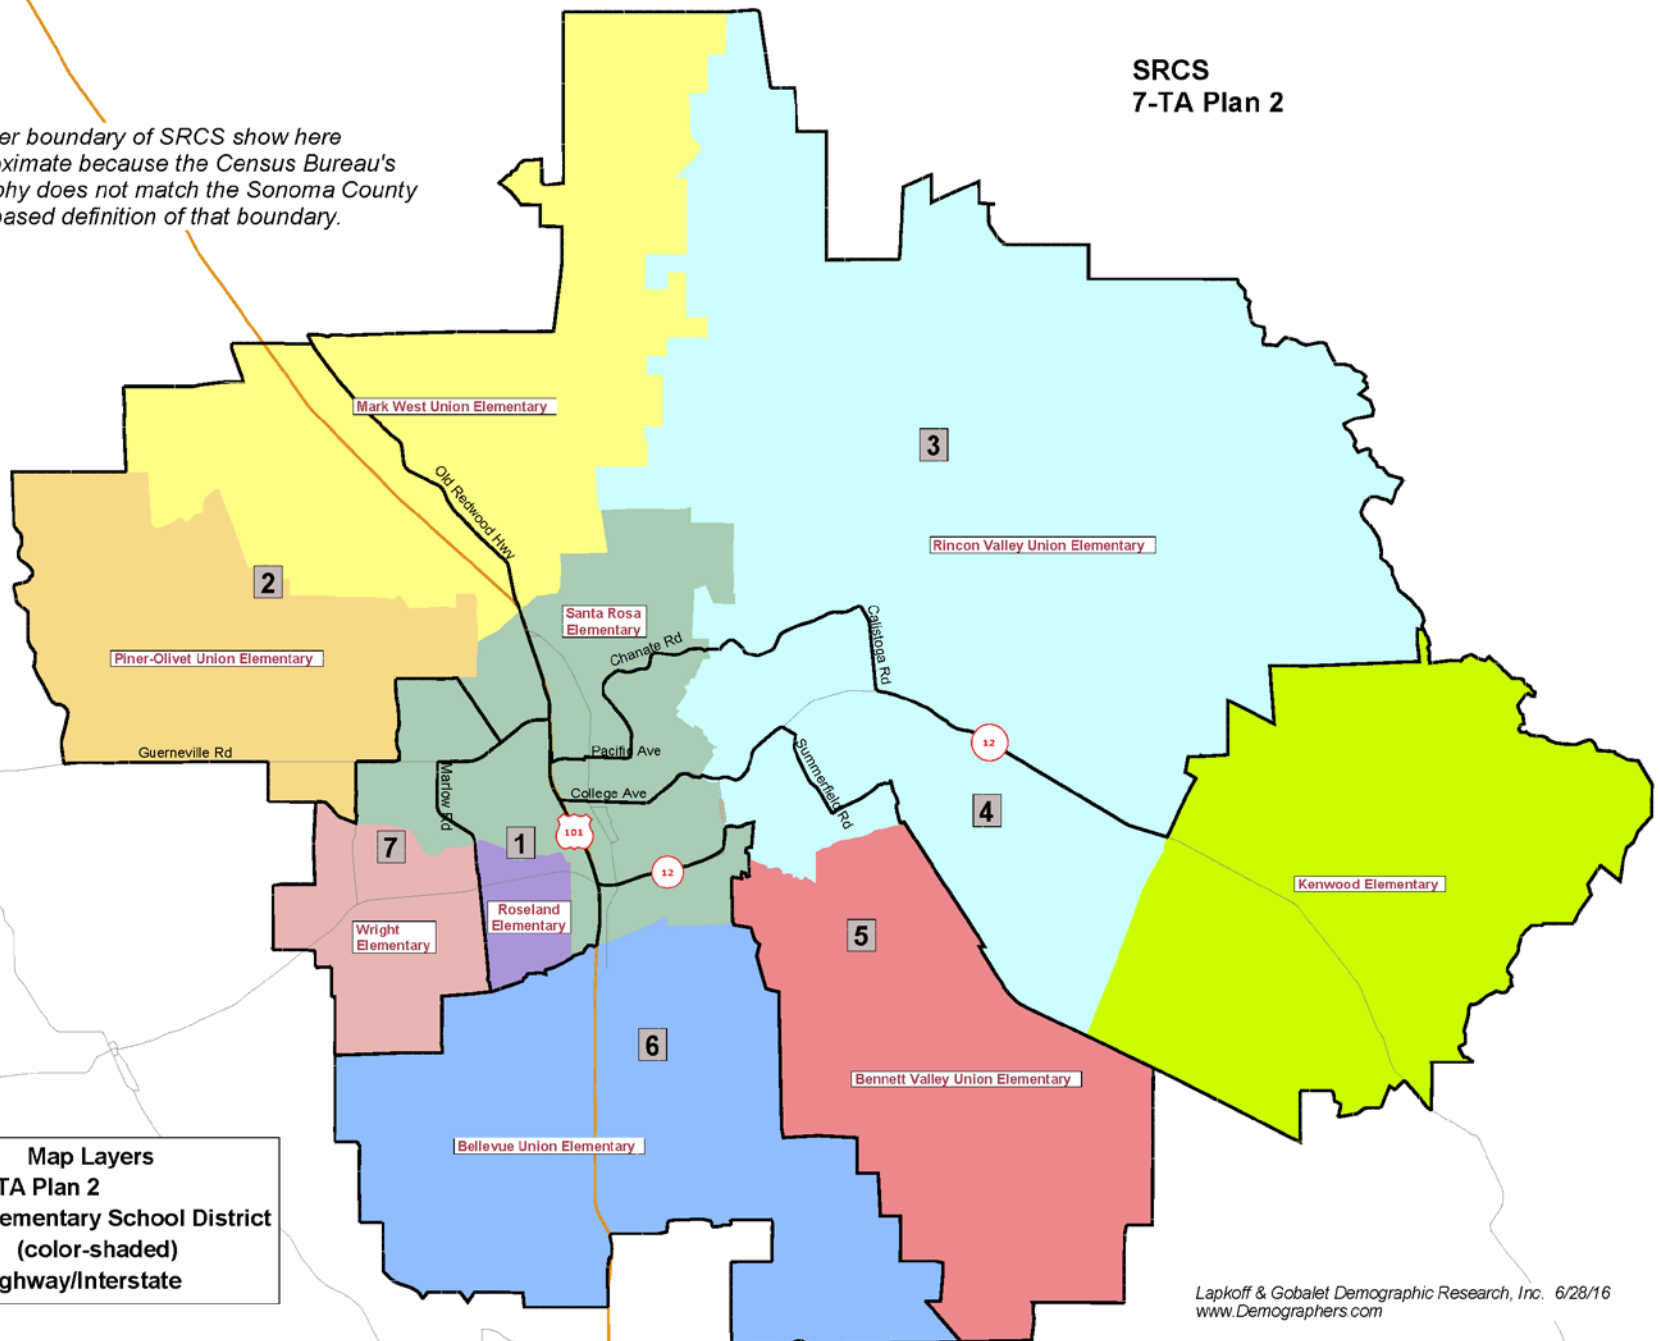 SRCS
7-TA Plan 2
er boundary of SRCS show here
oximate because the Census Bureau's
phy does not match the Sonoma County
based definition of that boundary.
Mark West Union Elementary
3
Old Redwood Hwy
Rincon Valley Union Elementary
2
Santa Rosa
Elementary
Calistoga Rd
Chanate Rd
Piner-Olivet Union Elementary
12
Guerneville Rd
Pacific Ave
Summerfield Rd
Marlow Rd
College Ave
4
101
7
1
12
Kenwood Elementary
Roseland
Elementary
Wright
Elementary
5
6
Bennett Valley Union Elementary
Bellevue Union Elementary
Map Layers
TA Plan 2
ementary School District
(color-shaded)
ghway/Interstate
Lapkoff & Gobalet Demographic Research, Inc. 6/28/16
www.Demographers.com